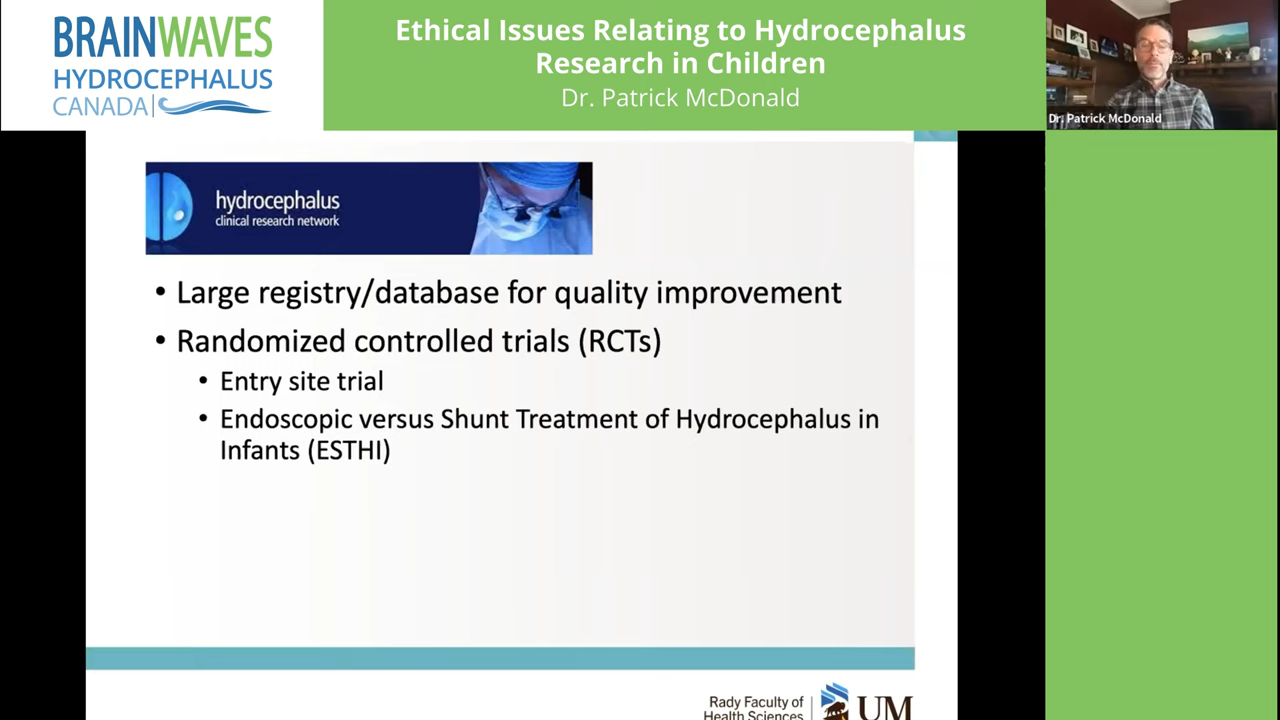 BRAINWAVES
HYDROCEPHALUS
CANADA
Ethical Issues Relating to Hydrocephalus
Research in Children
Dr. Patrick McDonald
Dr. Patrick McDonald
hydrocephalus
clinical research network
• Large registry/database for quality improvement
• Randomized controlled trials (RCTs)
• Entry site trial
• Endoscopic versus Shunt Treatment of Hydrocephalus in
Infants (ESTHI)
Rady Faculty of
Health Sciences
UM